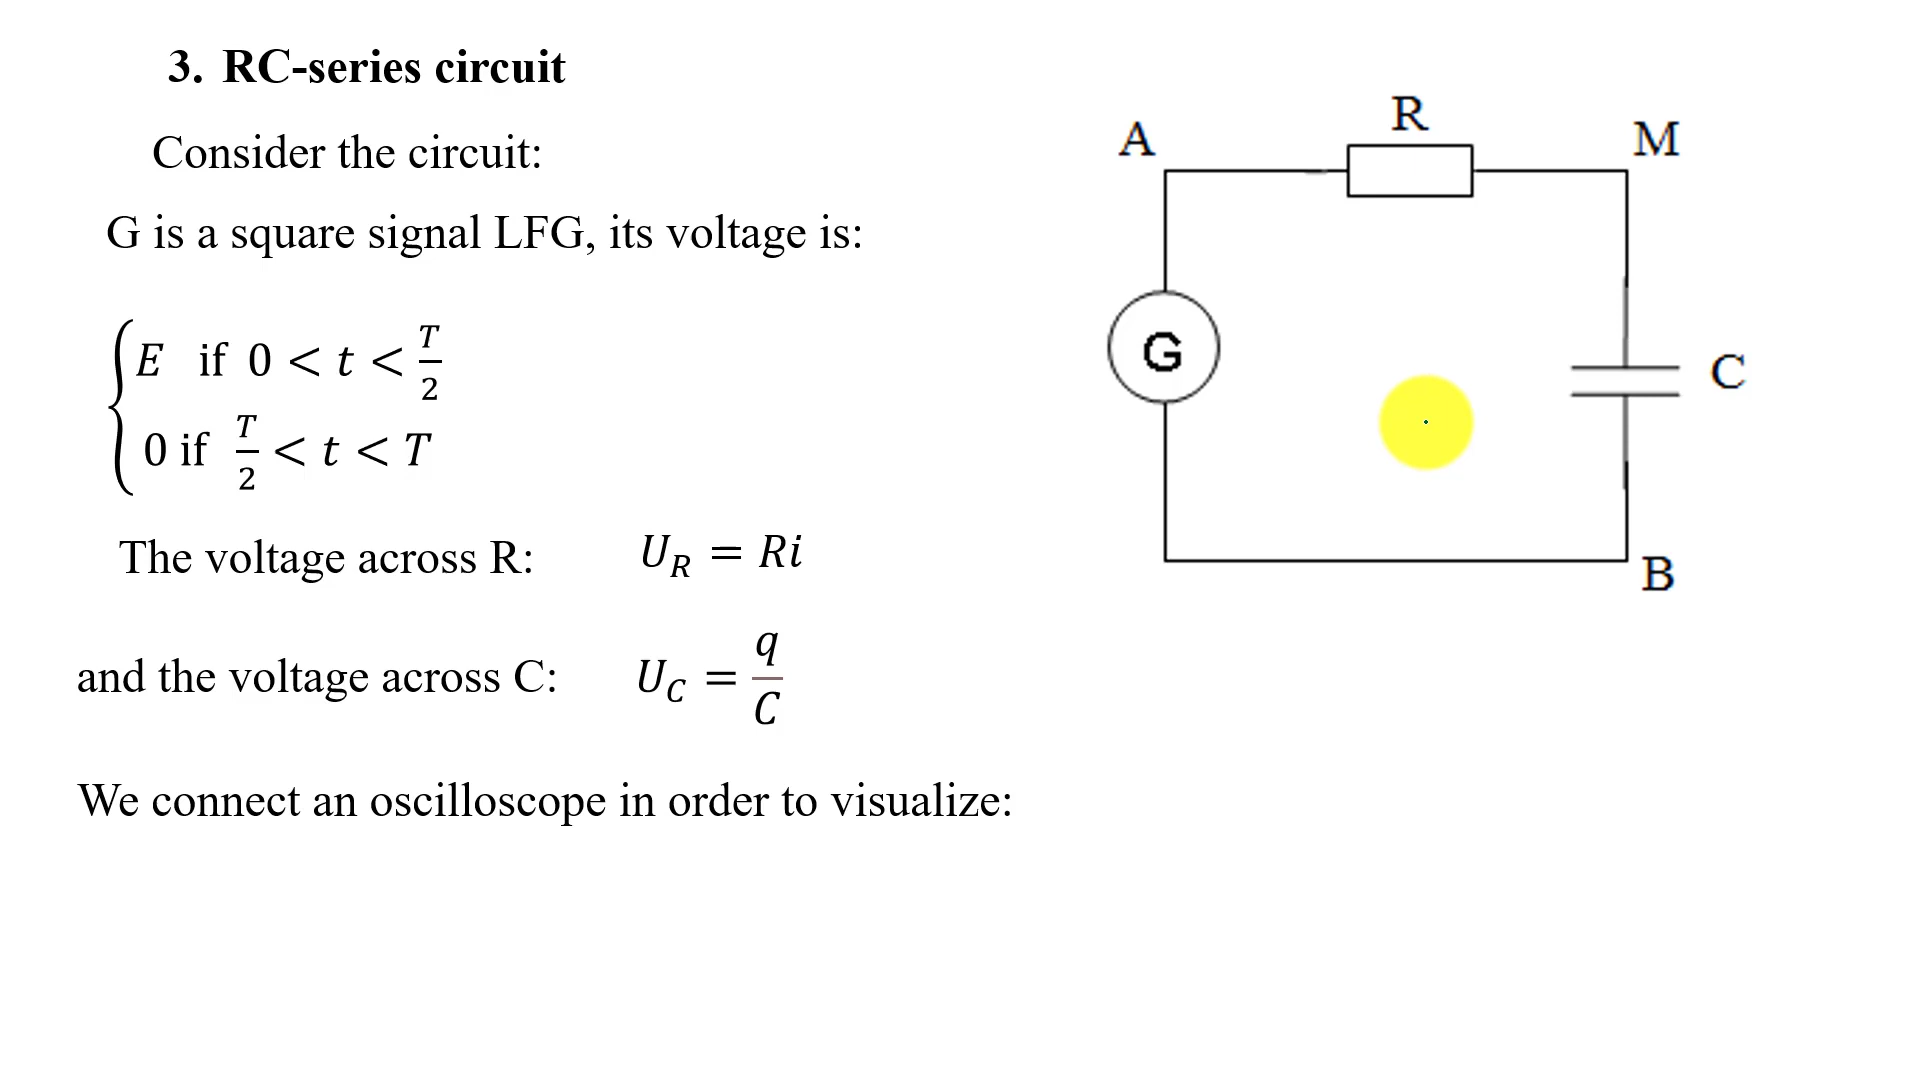 3. RC-series circuit
Consider the circuit:
G is a square signal LFG, its voltage is:
E if 0 < t < T/2
0 if T/2 < t < T
The voltage across R: U_R = Ri
and the voltage across C: U_C = q/C
We connect an oscilloscope in order to visualize:
A
R
M
G
C
B